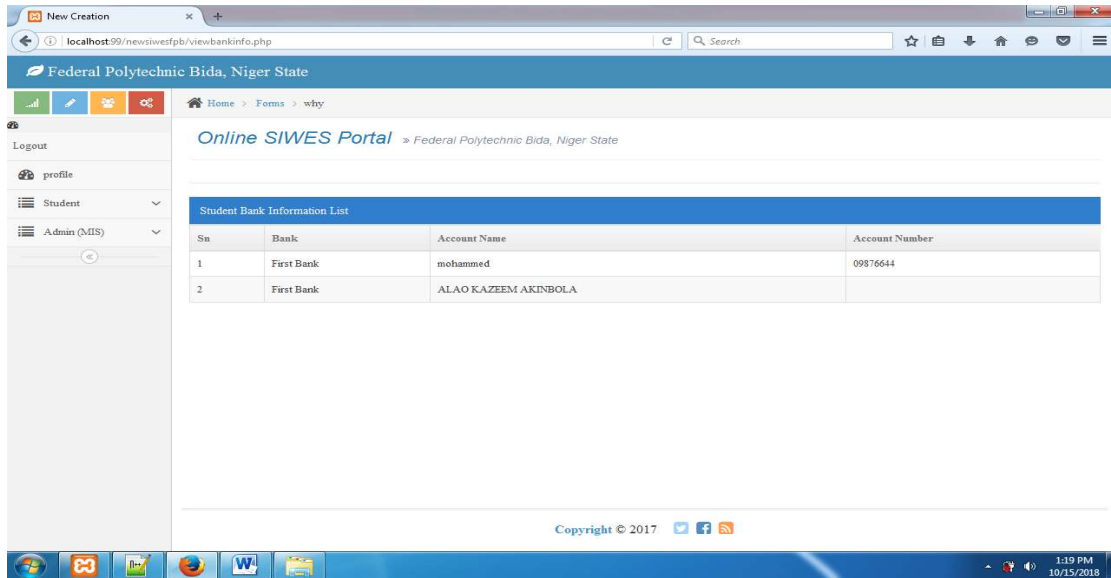 New Creation
localhost:99/newsiwesfpb/viewbankinfo.php
Search
Federal Polytechnic Bida, Niger State
Home > Forms > why
Logout
profile
Student
Admin (MIS)
Online SIWES Portal » Federal Polytechnic Bida, Niger State
Student Bank Information List
Sn Bank Account Name Account Number
1 First Bank mohammed 09876644
2 First Bank ALAO KAZEEM AKINBOLA
Copyright © 2017
1:19 PM
10/15/2018